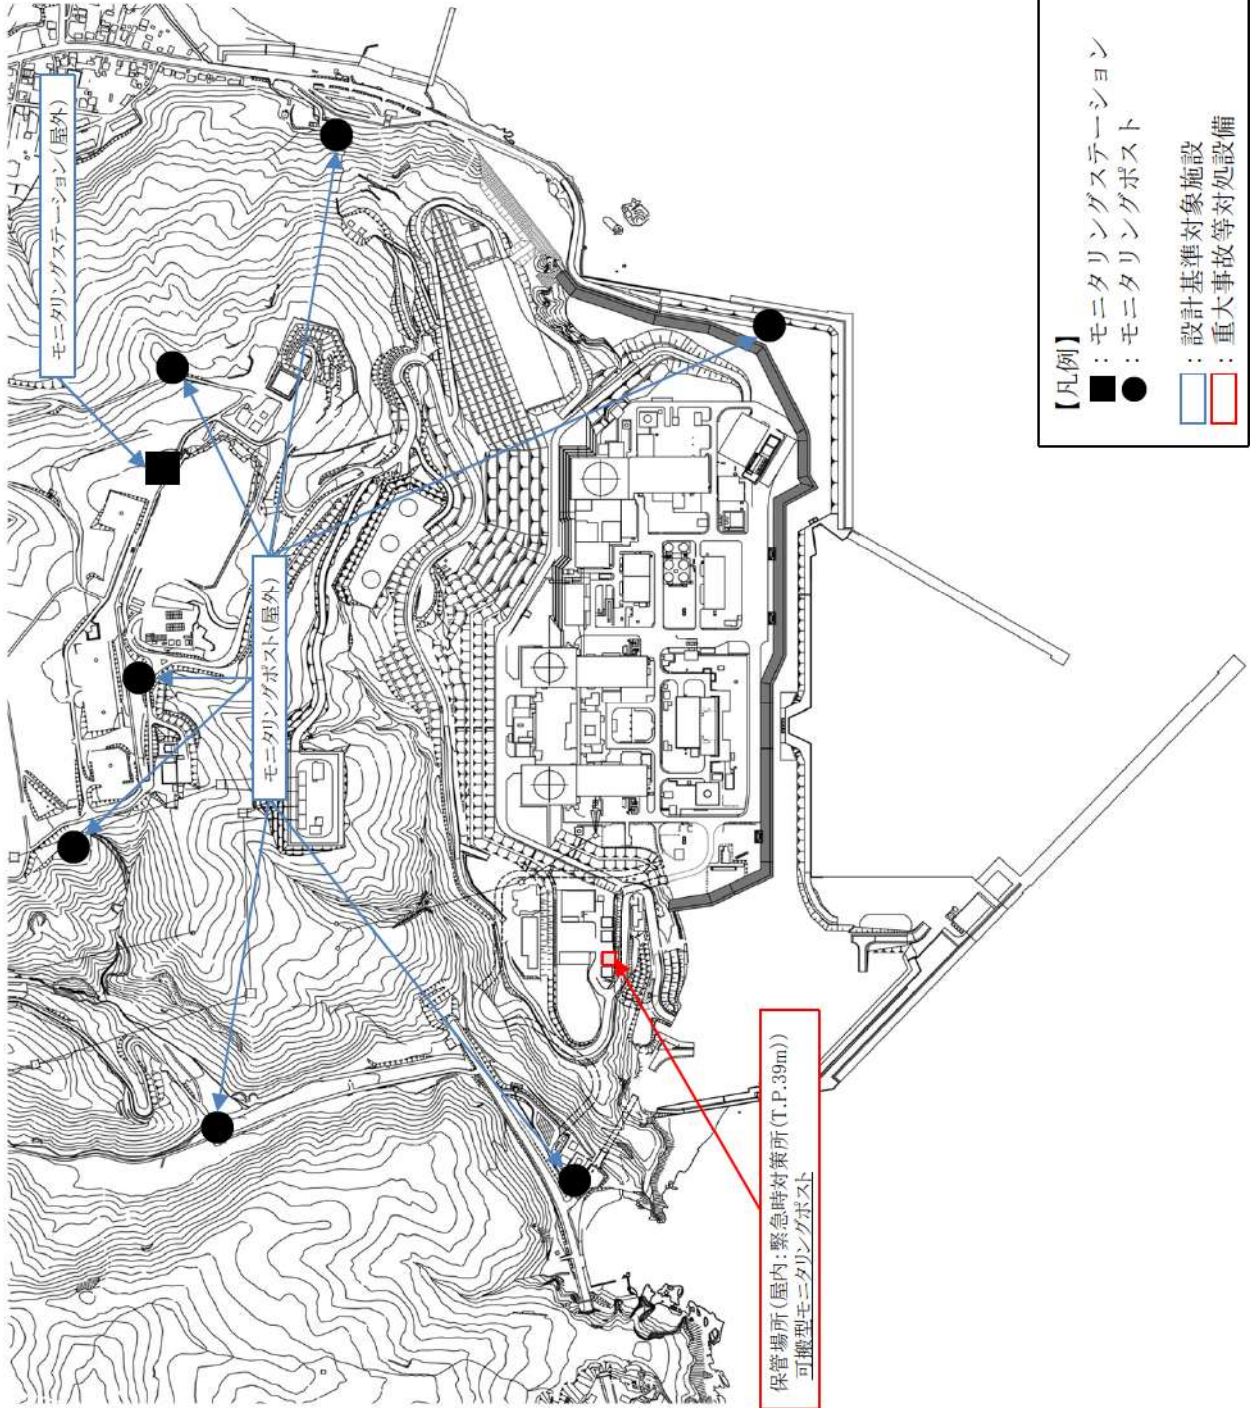 モニタリングステーション(屋外)
モニタリングポスト(屋外)
保管場所(屋内:緊急時対策所(T.P.39m))
可搬型モニタリングポスト
【凡例】
■:モニタリングステーション
●:モニタリングポスト
:設計基準対象施設
:重大事故等対処設備